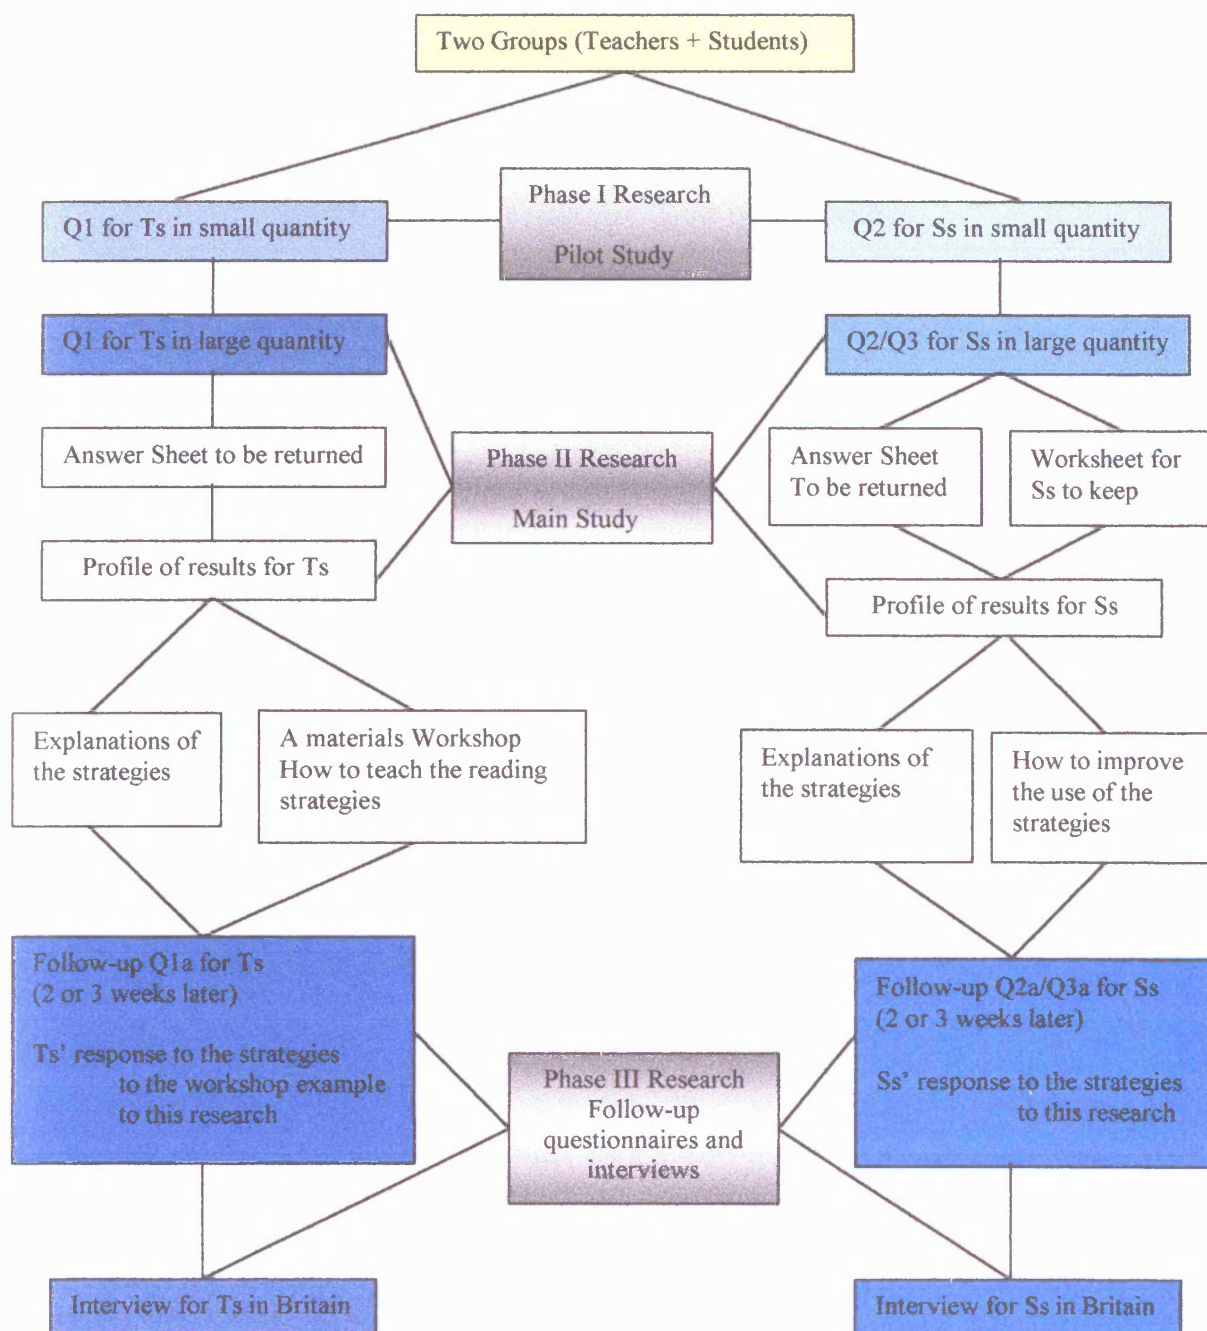 Two Groups (Teachers + Students)
Phase I Research
Pilot Study
Q1 for Ts in small quantity
Q2 for Ss in small quantity
Q1 for Ts in large quantity
Q2/Q3 for Ss in large quantity
Answer Sheet to be returned
Phase II Research
Main Study
Answer Sheet
To be returned
Worksheet for
Ss to keep
Profile of results for Ts
Profile of results for Ss
Explanations of
the strategies
A materials Workshop
How to teach the reading
strategies
Explanations of
the strategies
How to improve
the use of the
strategies
Follow-up Q1a for Ts
(2 or 3 weeks later)
Ts' response to the strategies
to the workshop example
to this research
Phase III Research
Follow-up
questionnaires and
interviews
Follow-up Q2a/Q3a for Ss
(2 or 3 weeks later)
Ss' response to the strategies
to this research
Interview for Ts in Britain
Interview for Ss in Britain